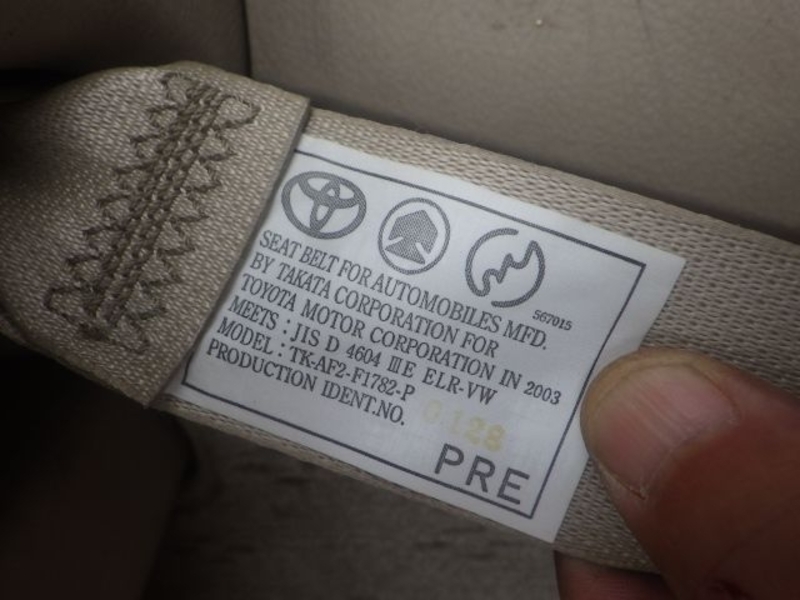 567015
SEAT BELT FOR AUTOMOBILES MFD.
BY TAKATA CORPORATION FOR
TOYOTA MOTOR CORPORATION IN 2003
MEETS : JIS D 4604 ⅢE ELR-VW
MODEL : TK-AF2-F1782-P
PRODUCTION IDENT.NO.
PRE